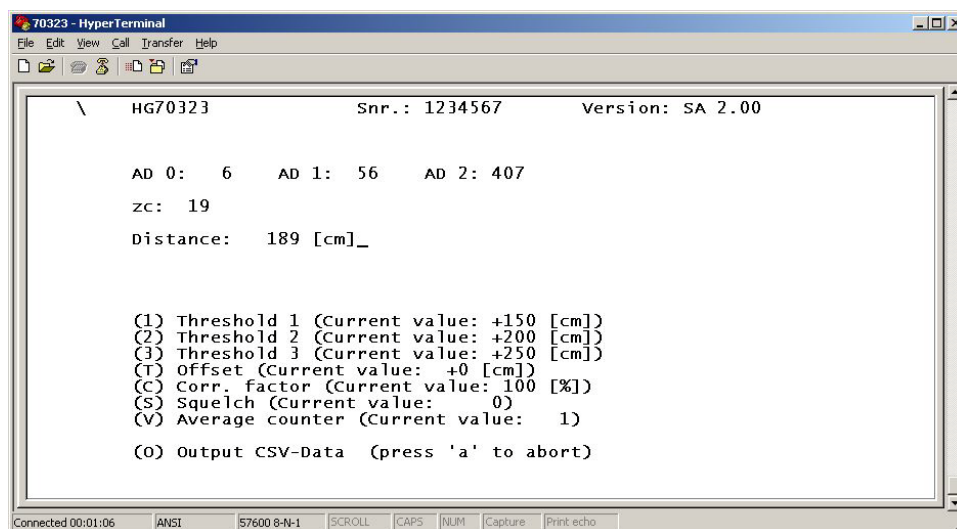 70323 - HyperTerminal
File Edit View Call Transfer Help
\ HG70323 Snr.: 1234567 Version: SA 2.00
AD 0: 6 AD 1: 56 AD 2: 407
zc: 19
Distance: 189 [cm]_
(1) Threshold 1 (Current value: +150 [cm])
(2) Threshold 2 (Current value: +200 [cm])
(3) Threshold 3 (Current value: +250 [cm])
(T) Offset (Current value: +0 [cm])
(C) Corr. factor (Current value: 100 [%])
(S) Squelch (Current value: 0)
(V) Average counter (Current value: 1)
(O) Output CSV-Data (press 'a' to abort)
Connected 00:01:06 ANSI 57600 8-N-1 SCROLL CAPS NUM Capture Print echo